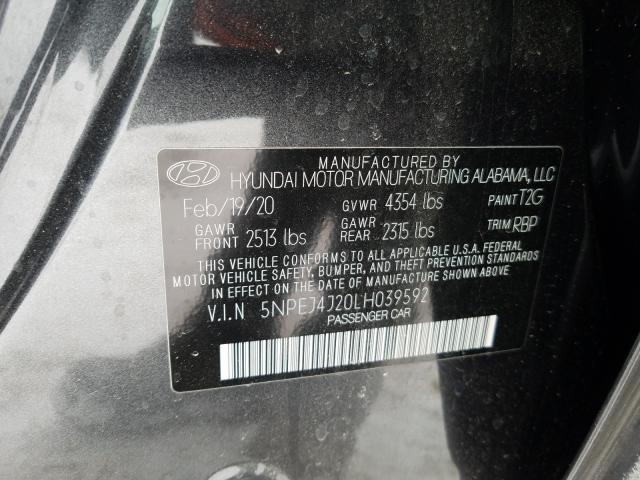 MANUFACTURED BY
HYUNDAI MOTOR MANUFACTURING ALABAMA, LLC
Feb/19/20 GVWR 4354 lbs PAINT T2G
GAWR FRONT 2513 lbs GAWR REAR 2315 lbs TRIM RBP
THIS VEHICLE CONFORMS TO ALL APPLICABLE U.S.A. FEDERAL
MOTOR VEHICLE SAFETY, BUMPER, AND THEFT PREVENTION STANDARDS
IN EFFECT ON THE DATE OF MANUFACTURE SHOWN ABOVE.
V.I.N 5NPEJ4J20LH039592
PASSENGER CAR